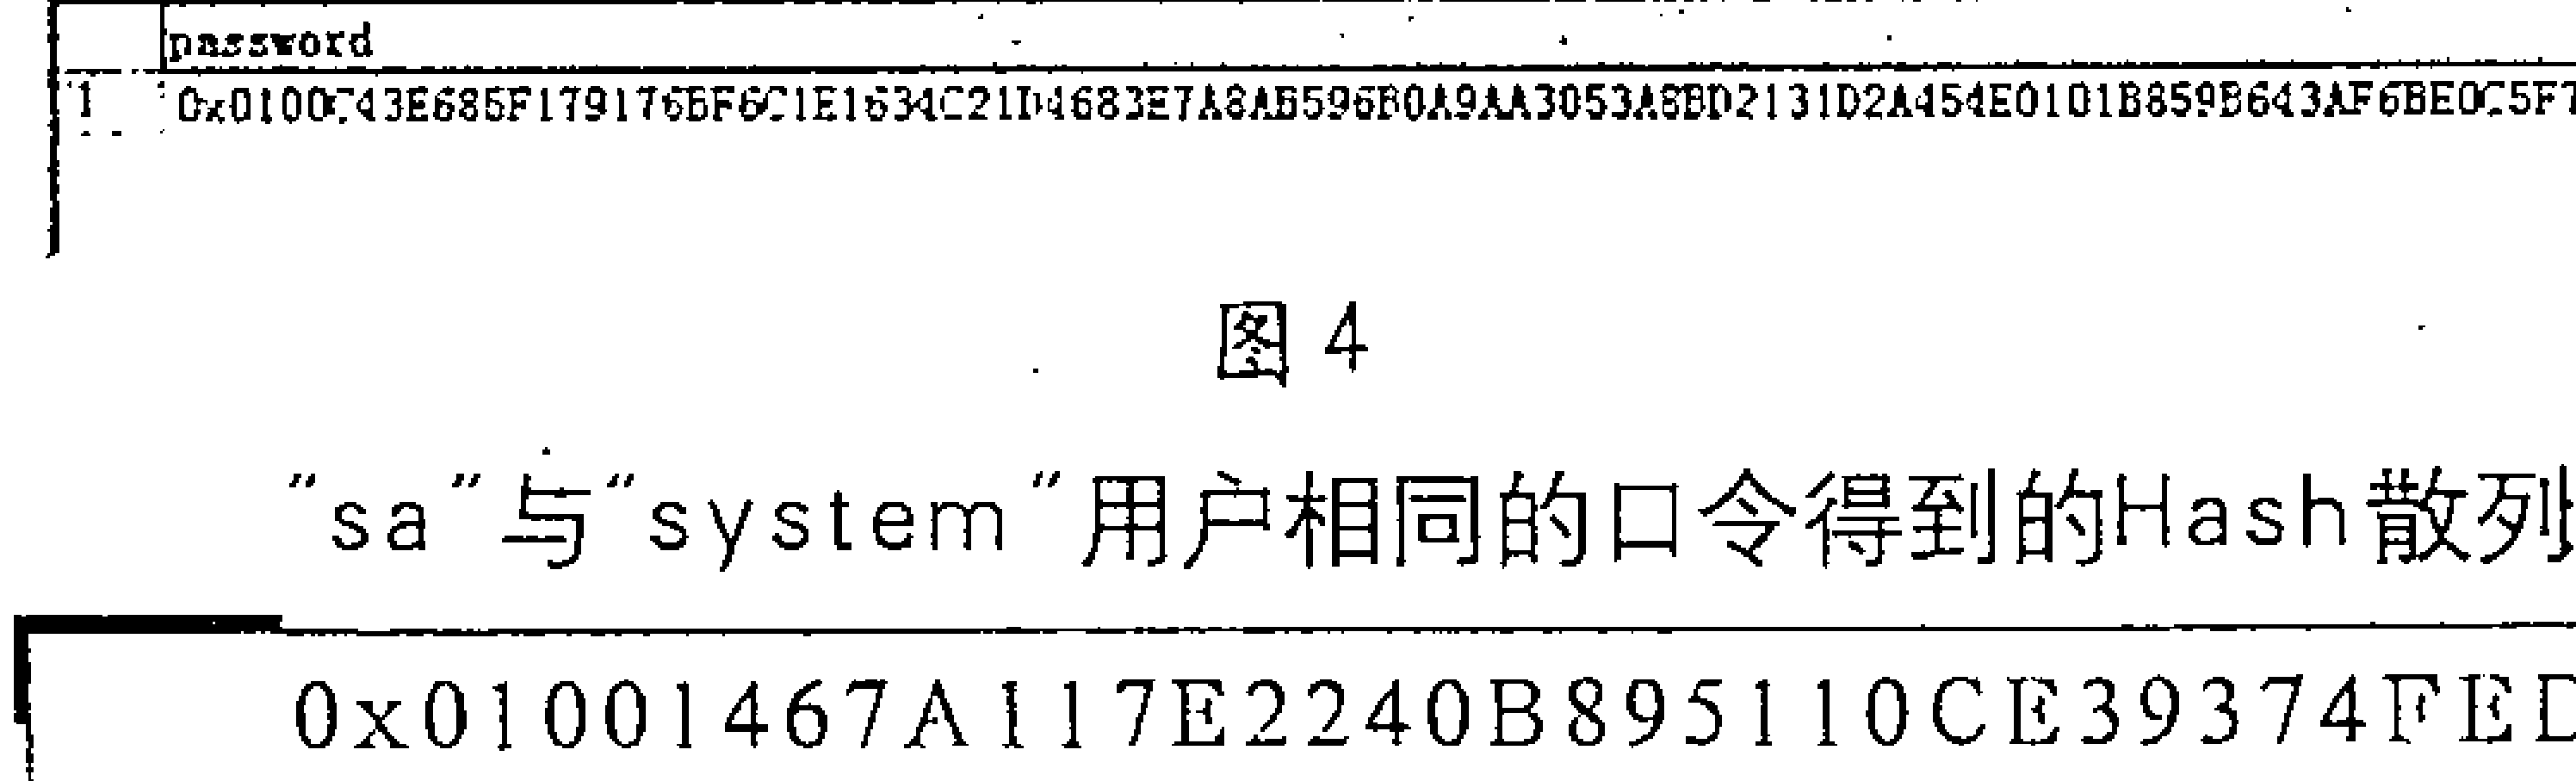 password
1 0x0100C43E685F179176BF6C1E1634C21D4683E7A8AB596B0A9AA3053A8BD2131D2A454E0101B859B643AF6BE0C5F7
图 4
"sa"与"system"用户相同的口令得到的Hash散列
0x01001467A117E2240B895110CE39374FED